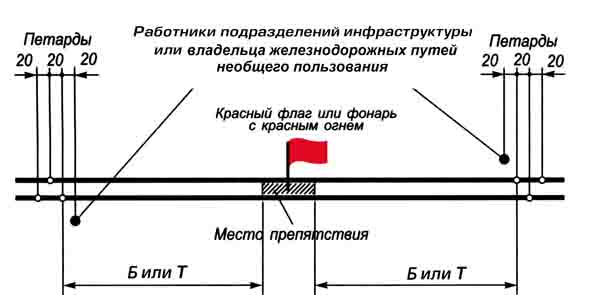 Работники подразделений инфраструктуры
или владельца железнодорожных путей
необщего пользования
Петарды
20 20 20
Петарды
20 20 20
Красный флаг или фонарь
с красным огнем
Место препятствия
Б или Т
Б или Т